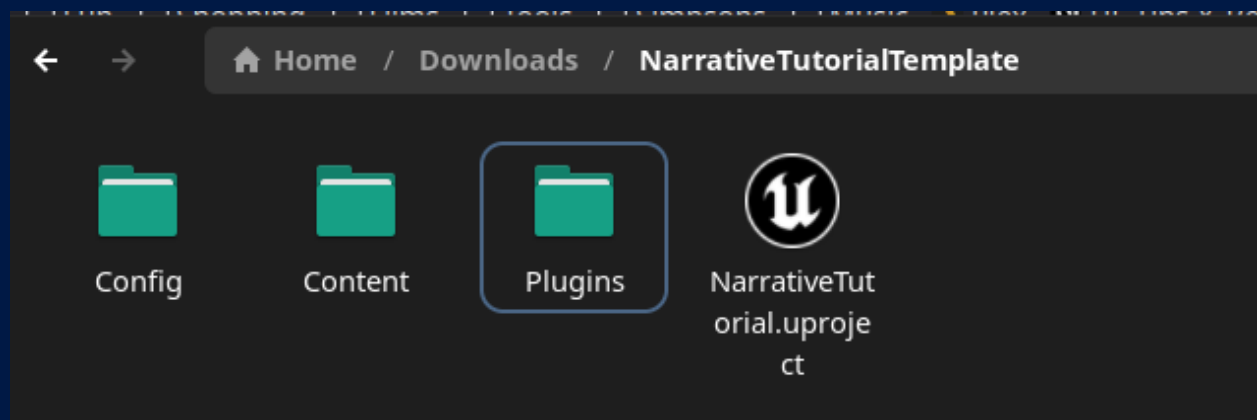 Home / Downloads / NarrativeTutorialTemplate
Config
Content
Plugins
NarrativeTut
orial.uproje
ct